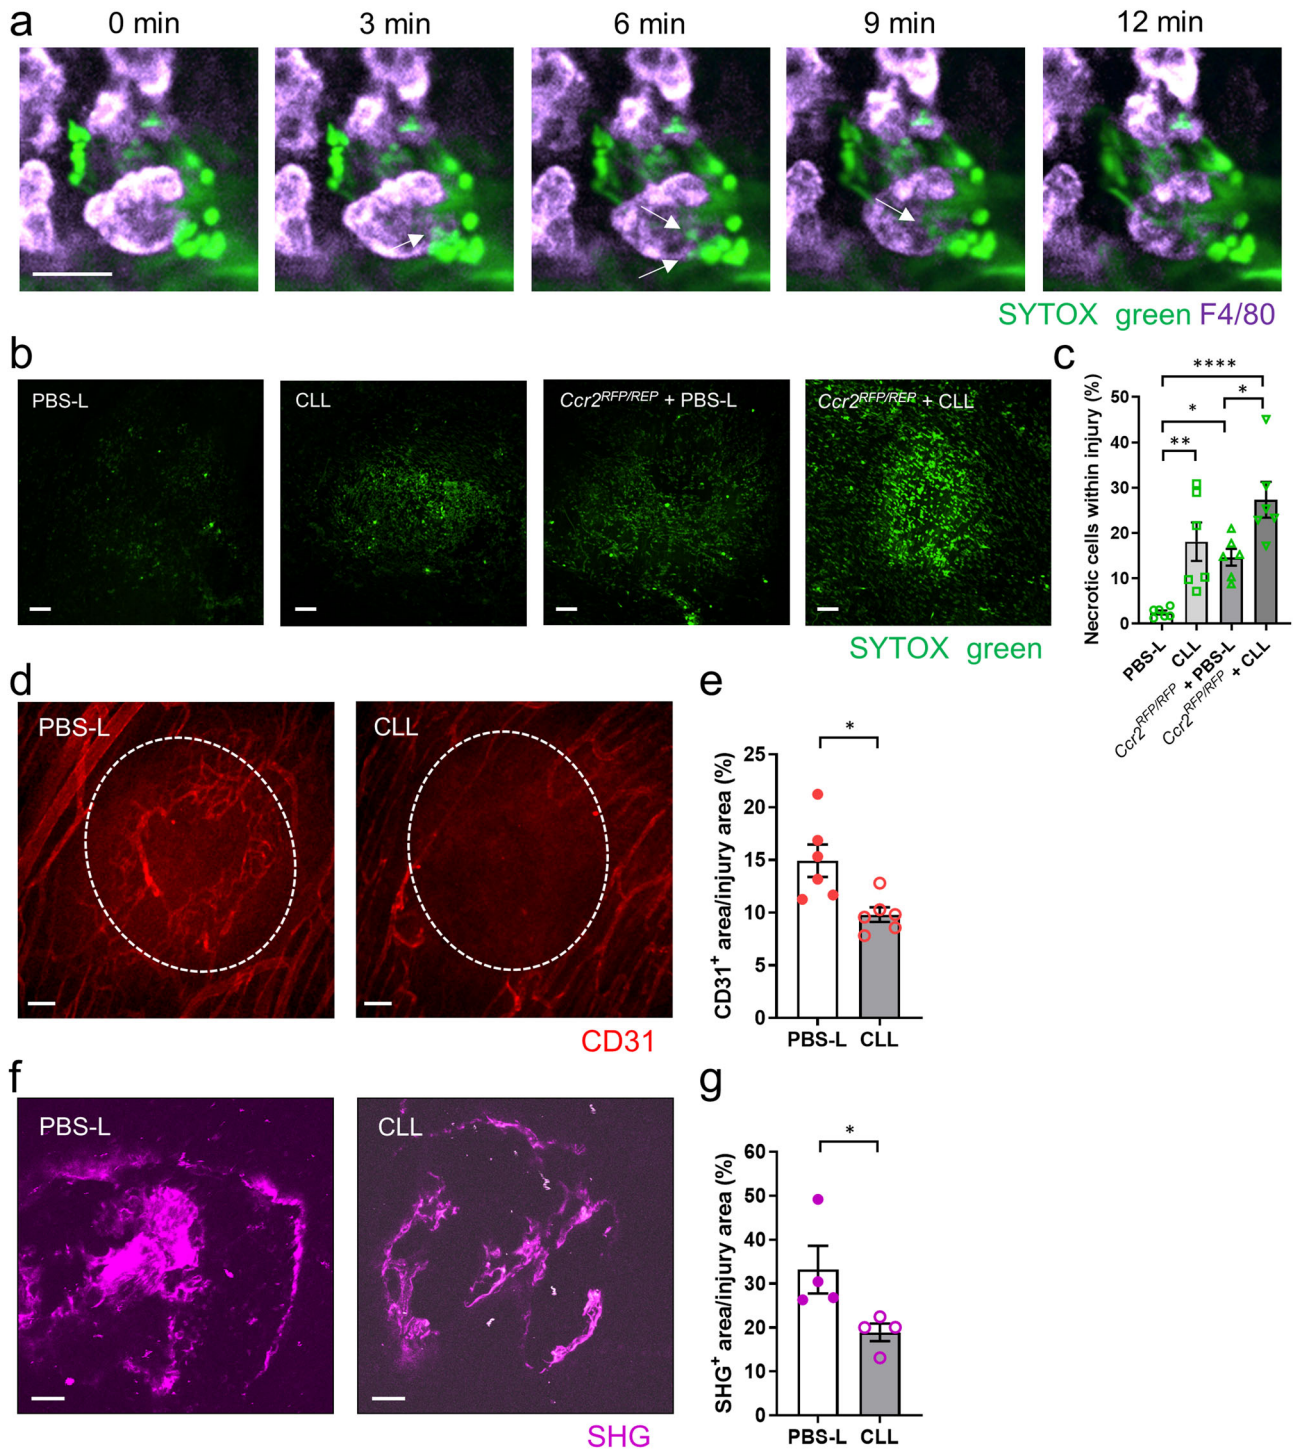 a
0 min 3 min 6 min 9 min 12 min
SYTOX green F4/80
b
PBS-L
CLL
Ccr2RFP/REP + PBS-L
Ccr2RFP/REP + CLL
SYTOX green
c
Necrotic cells within injury (%)
50
40
30
20
10
0
****
*
*
**
PBS-L
CLL
Ccr2RFP/RFP + PBS-L
Ccr2RFP/RFP + CLL
d
PBS-L
CLL
CD31
e
CD31+ area/injury area (%)
25
20
15
10
5
0
*
PBS-L CLL
f
PBS-L
CLL
SHG
g
SHG+ area/injury area (%)
60
50
40
30
20
10
0
*
PBS-L CLL